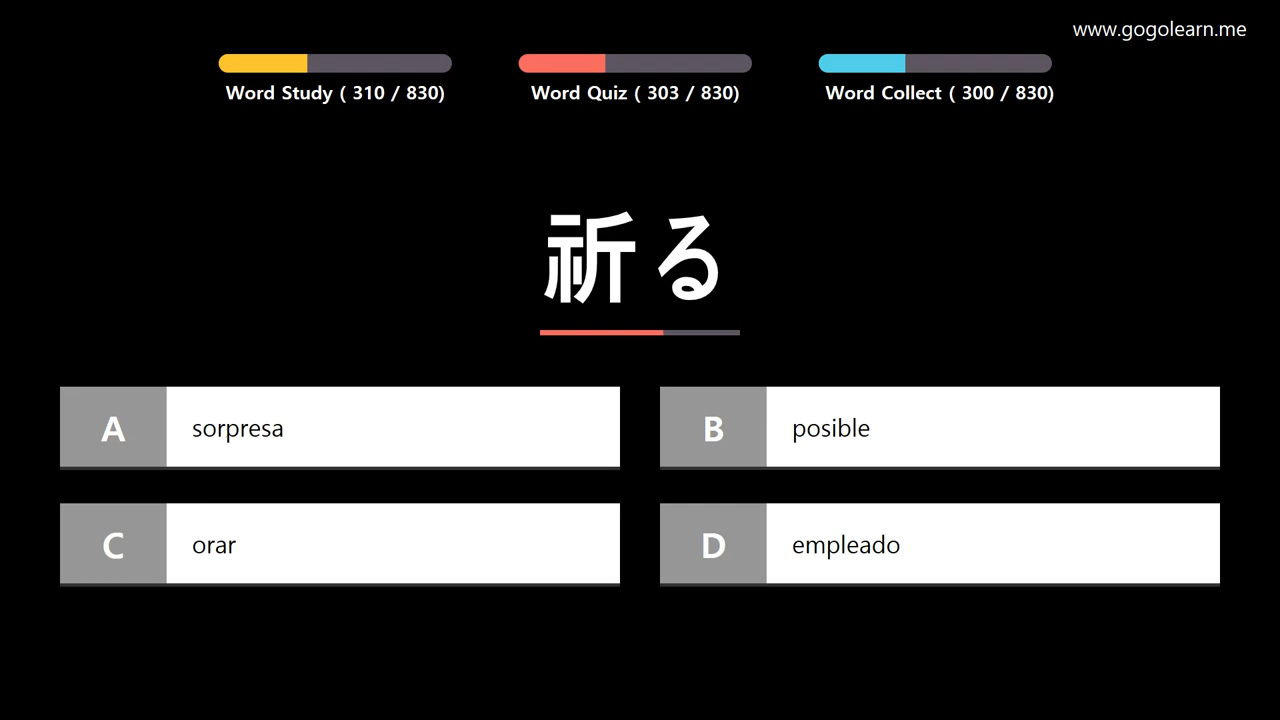 www.gogolearn.me
Word Study ( 310 / 830)
Word Quiz ( 303 / 830)
Word Collect ( 300 / 830)
祈る
A sorpresa
B posible
C orar
D empleado